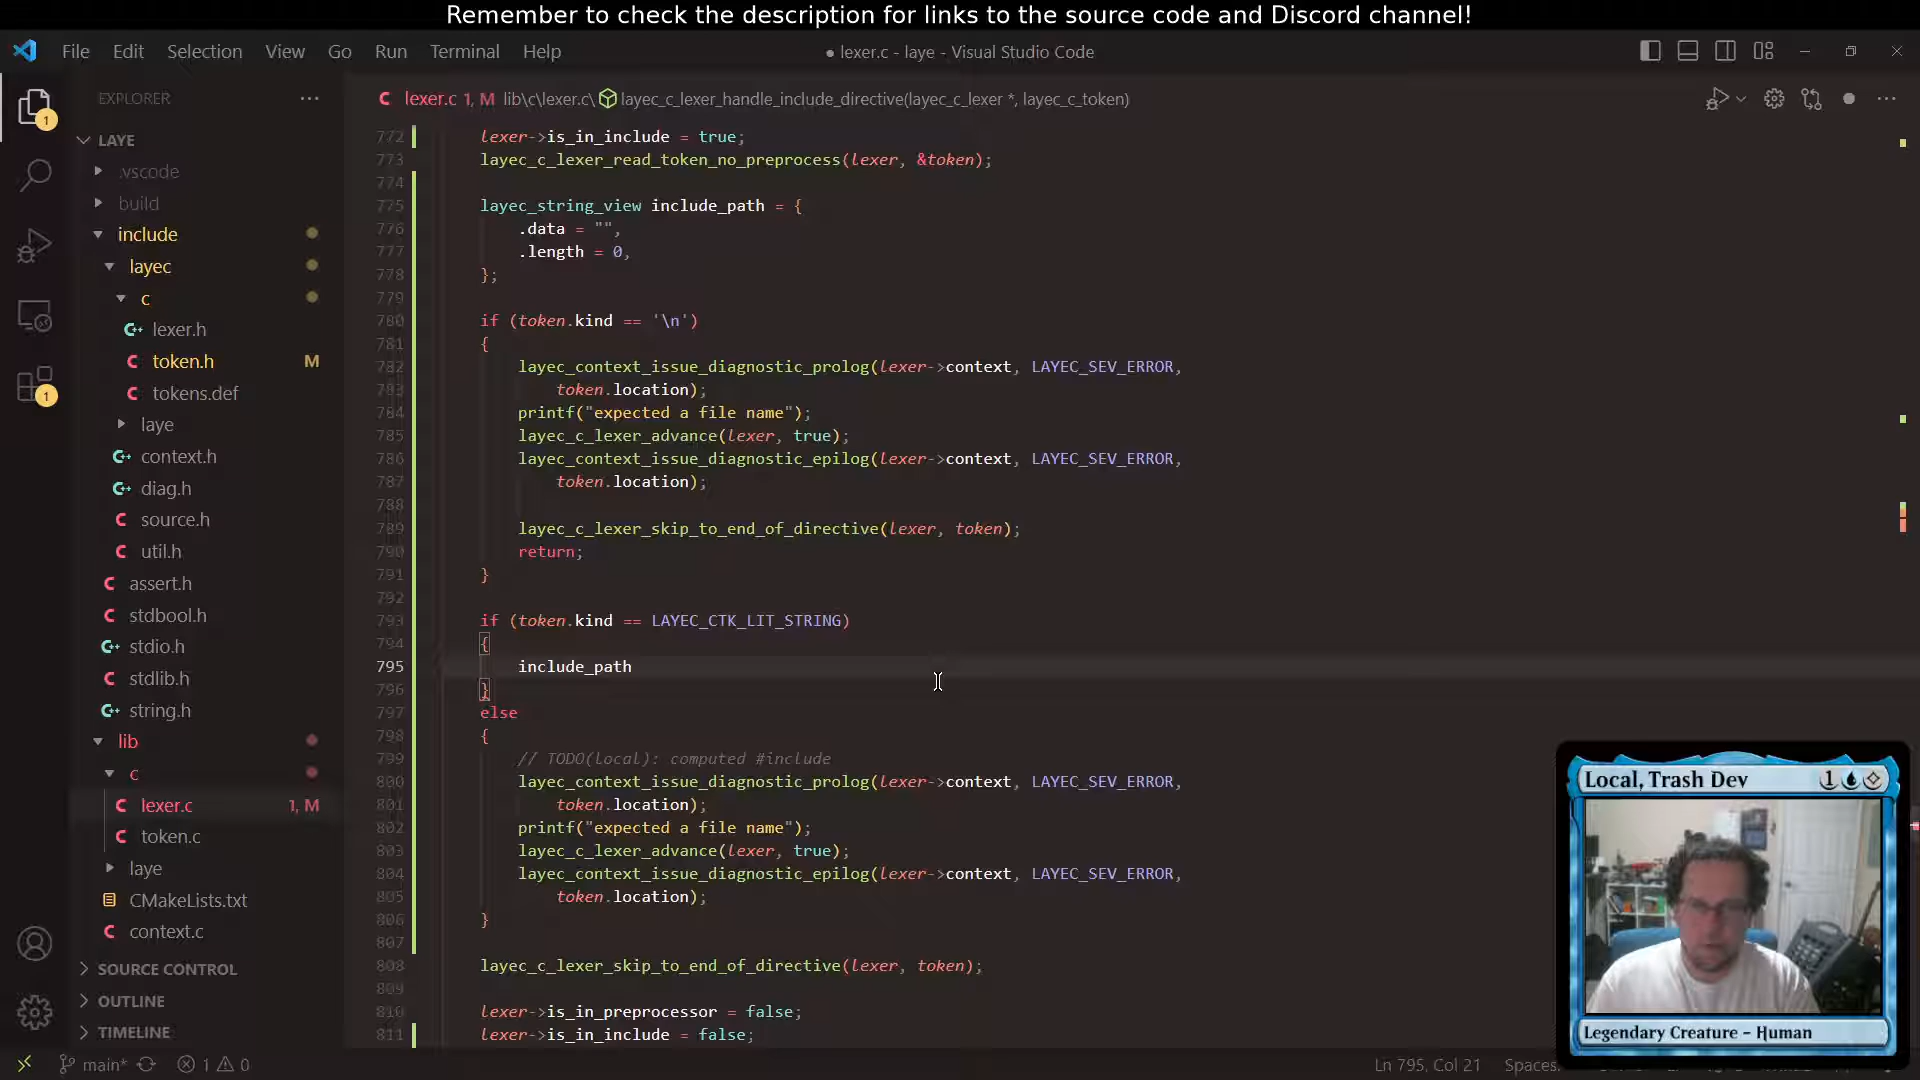 Remember to check the description for links to the source code and Discord channel!
File Edit Selection View Go Run Terminal Help
● lexer.c - laye - Visual Studio Code
EXPLORER
LAYE
.vscode
build
include
layec
c
lexer.h
token.h M
tokens.def
laye
context.h
diag.h
source.h
util.h
assert.h
stdbool.h
stdio.h
stdlib.h
string.h
lib
c
lexer.c 1, M
token.c
laye
CMakeLists.txt
context.c
SOURCE CONTROL
OUTLINE
TIMELINE
1
1
lexer.c 1, M lib\c\lexer.c\ layec_c_lexer_handle_include_directive(layec_c_lexer *, layec_c_token)
772 lexer->is_in_include = true;
773 layec_c_lexer_read_token_no_preprocess(lexer, &token);
774
775 layec_string_view include_path = {
776 .data = "",
777 .length = 0,
778 };
779
780 if (token.kind == '\n')
781 {
782 layec_context_issue_diagnostic_prolog(lexer->context, LAYEC_SEV_ERROR,
783 token.location);
784 printf("expected a file name");
785 layec_c_lexer_advance(lexer, true);
786 layec_context_issue_diagnostic_epilog(lexer->context, LAYEC_SEV_ERROR,
787 token.location);
788
789 layec_c_lexer_skip_to_end_of_directive(lexer, token);
790 return;
791 }
792
793 if (token.kind == LAYEC_CTK_LIT_STRING)
794 {
795 include_path
796 }
797 else
798 {
799 // TODO(local): computed #include
800 layec_context_issue_diagnostic_prolog(lexer->context, LAYEC_SEV_ERROR,
801 token.location);
802 printf("expected a file name");
803 layec_c_lexer_advance(lexer, true);
804 layec_context_issue_diagnostic_epilog(lexer->context, LAYEC_SEV_ERROR,
805 token.location);
806 }
807
808 layec_c_lexer_skip_to_end_of_directive(lexer, token);
809
810 lexer->is_in_preprocessor = false;
811 lexer->is_in_include = false;
Local, Trash Dev 1
Legendary Creature – Human
main* 1 0
Ln 795, Col 21 Spaces: